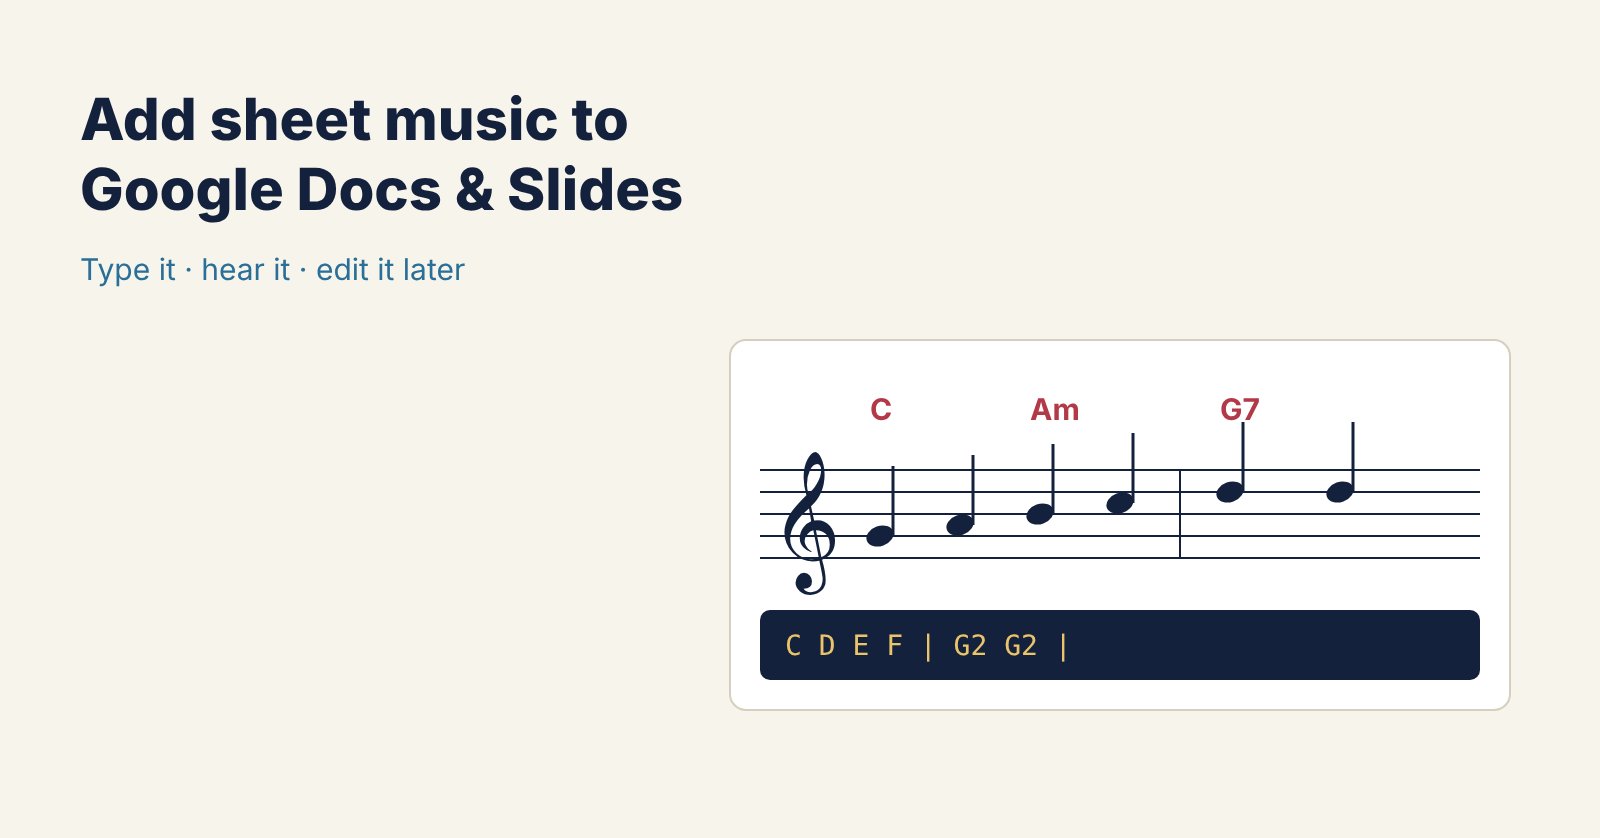 Add sheet music to
Google Docs & Slides
Type it · hear it · edit it later
C Am G7
C D E F | G2 G2 |